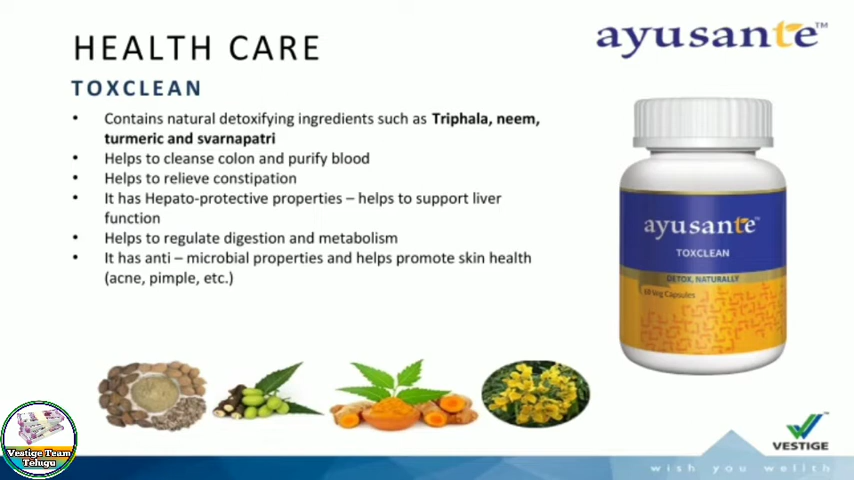 HEALTH CARE
ayusante™
TOXCLEAN
• Contains natural detoxifying ingredients such as Triphala, neem,
turmeric and svarnapatri
• Helps to cleanse colon and purify blood
• Helps to relieve constipation
• It has Hepato-protective properties – helps to support liver
function
• Helps to regulate digestion and metabolism
• It has anti – microbial properties and helps promote skin health
(acne, pimple, etc.)
ayusante™
TOXCLEAN
DETOX, NATURALLY
60 Veg Capsules
Vestige Team
Telugu
VESTIGE
wish you wellth